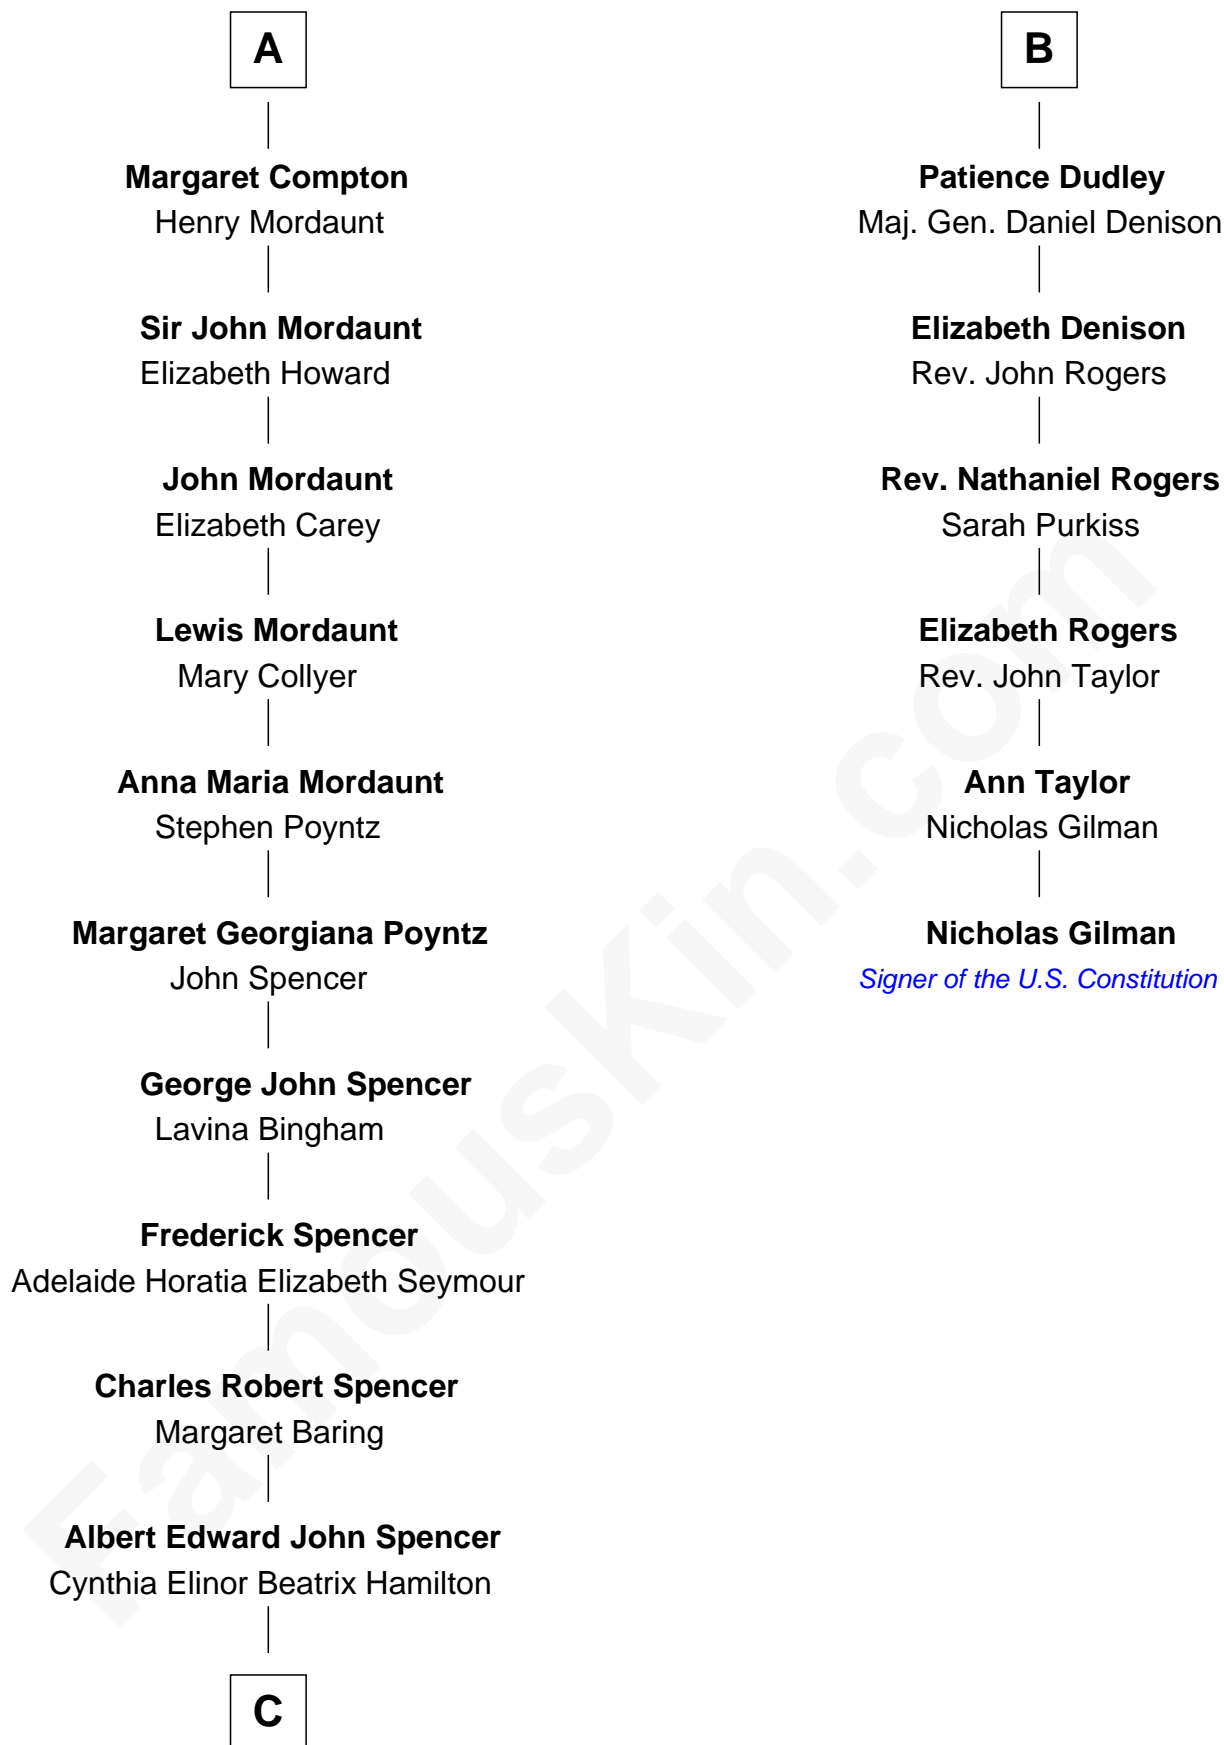 A
Margaret Compton
Henry Mordaunt
Sir John Mordaunt
Elizabeth Howard
John Mordaunt
Elizabeth Carey
Lewis Mordaunt
Mary Collyer
Anna Maria Mordaunt
Stephen Poyntz
Margaret Georgiana Poyntz
John Spencer
George John Spencer
Lavina Bingham
Frederick Spencer
Adelaide Horatia Elizabeth Seymour
Charles Robert Spencer
Margaret Baring
Albert Edward John Spencer
Cynthia Elinor Beatrix Hamilton
C
B
Patience Dudley
Maj. Gen. Daniel Denison
Elizabeth Denison
Rev. John Rogers
Rev. Nathaniel Rogers
Sarah Purkiss
Elizabeth Rogers
Rev. John Taylor
Ann Taylor
Nicholas Gilman
Nicholas Gilman
Signer of the U.S. Constitution
FamousKin.com